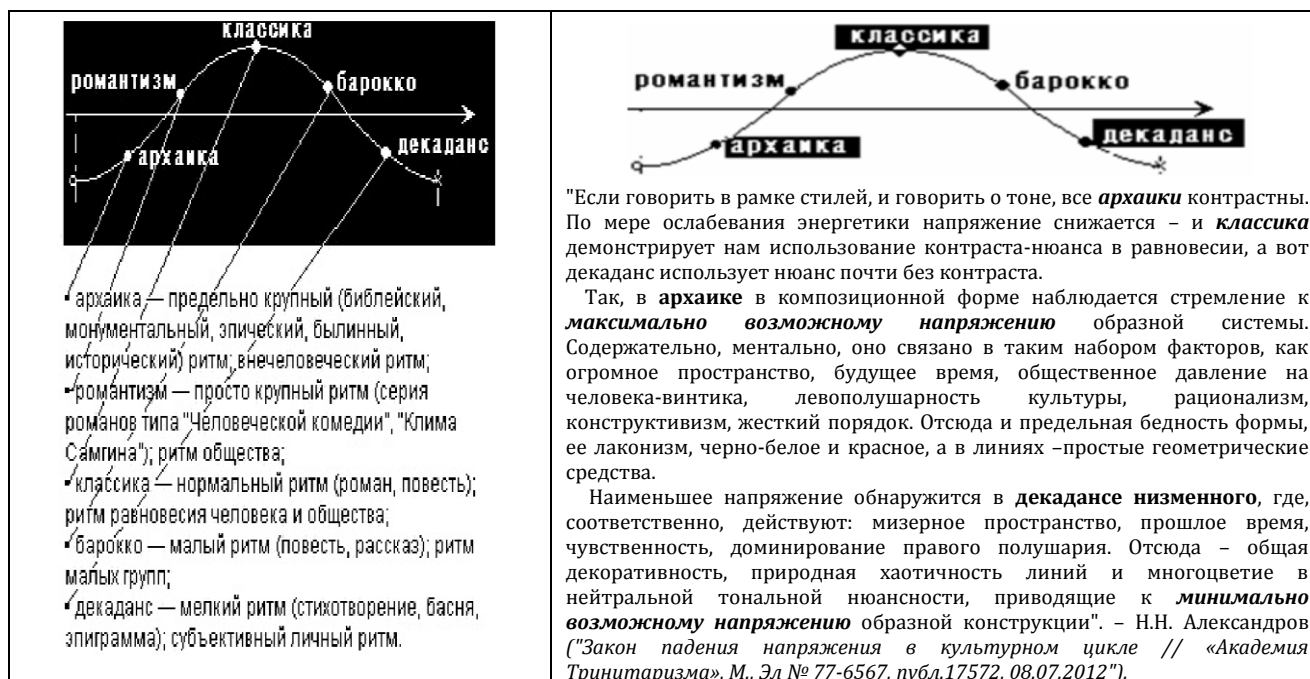 классика
романтизм
барокко
архаика
декаданс
• архаика — предельно крупный (библейский,
монументальный, эпический, былинный,
исторический) ритм; внечеловеческий ритм;
• романтизм — просто крупный ритм (серия
романов типа "Человеческой комедии", "Клима
Самгина"); ритм общества;
• классика — нормальный ритм (роман, повесть);
ритм равновесия человека и общества;
• барокко — малый ритм (повесть, рассказ); ритм
малых групп;
• декаданс — мелкий ритм (стихотворение, басня,
эпиграмма); субъективный личный ритм.
классика
романтизм
барокко
архаика
декаданс
"Если говорить в рамке стилей, и говорить о тоне, все архаики контрастны.
По мере ослабевания энергетики напряжение снижается – и классика
демонстрирует нам использование контраста-нюанса в равновесии, а вот
декаданс использует нюанс почти без контраста.
Так, в архаике в композиционной форме наблюдается стремление к
максимально возможному напряжению образной системы.
Содержательно, ментально, оно связано в таким набором факторов, как
огромное пространство, будущее время, общественное давление на
человека-винтика, левополушарность культуры, рационализм,
конструктивизм, жесткий порядок. Отсюда и предельная бедность формы,
ее лаконизм, черно-белое и красное, а в линиях –простые геометрические
средства.
Наименьшее напряжение обнаружится в декадансе низменного, где,
соответственно, действуют: мизерное пространство, прошлое время,
чувственность, доминирование правого полушария. Отсюда – общая
декоративность, природная хаотичность линий и многоцветие в
нейтральной тональной нюансности, приводящие к минимально
возможному напряжению образной конструкции". – Н.Н. Александров
("Закон падения напряжения в культурном цикле // «Академия
Тринитаризма», М., Эл № 77-6567, публ.17572, 08.07.2012").